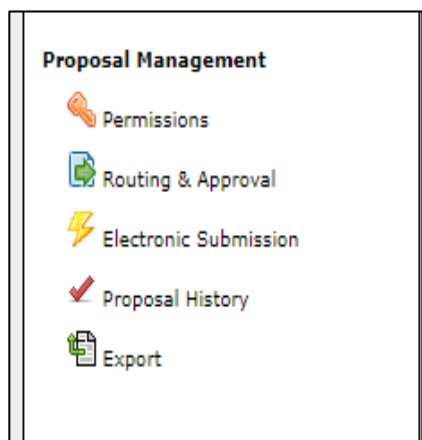 Proposal Management
Permissions
Routing & Approval
Electronic Submission
Proposal History
Export